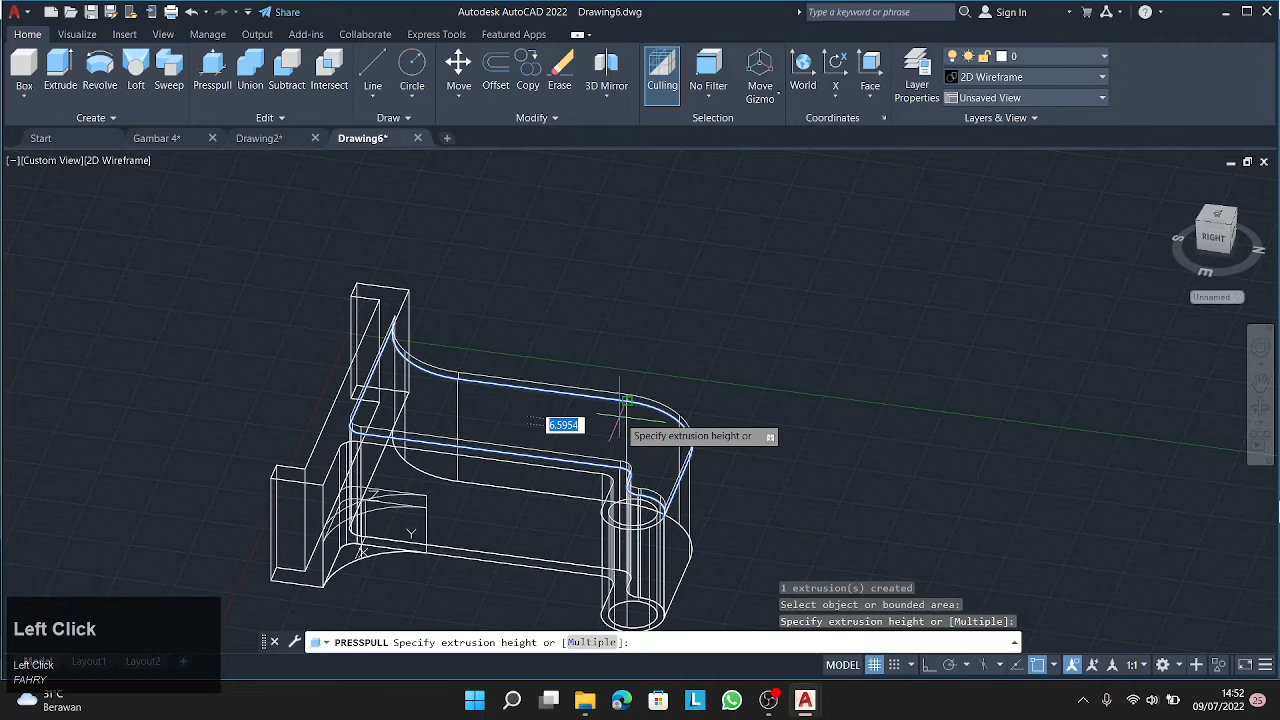 Share
Autodesk AutoCAD 2022 Drawing6.dwg
Type a keyword or phrase
Sign In
Home Visualize Insert View Manage Output Add-ins Collaborate Express Tools Featured Apps
Box Extrude Revolve Loft Sweep Presspull Union Subtract Intersect Line Circle Move Offset Copy Erase 3D Mirror Culling No Filter Move Gizmo World X Face Layer Properties
0
2D Wireframe
Unsaved View
Create Edit Draw Modify Selection Coordinates Layers & View
Start Gambar 4* Drawing2* Drawing6*
[−][Custom View][2D Wireframe]
RIGHT
S
N
E
Unnamed
6.5954
Specify extrusion height or
Z
Y
X
1 extrusion(s) created
Select object or bounded area:
Specify extrusion height or [Multiple]:
PRESSPULL Specify extrusion height or [Multiple]:
Left Click
Left Click
FAHRY
Layout1 Layout2
MODEL
1:1
31°C
Berawan
14:52
09/07/2022
25